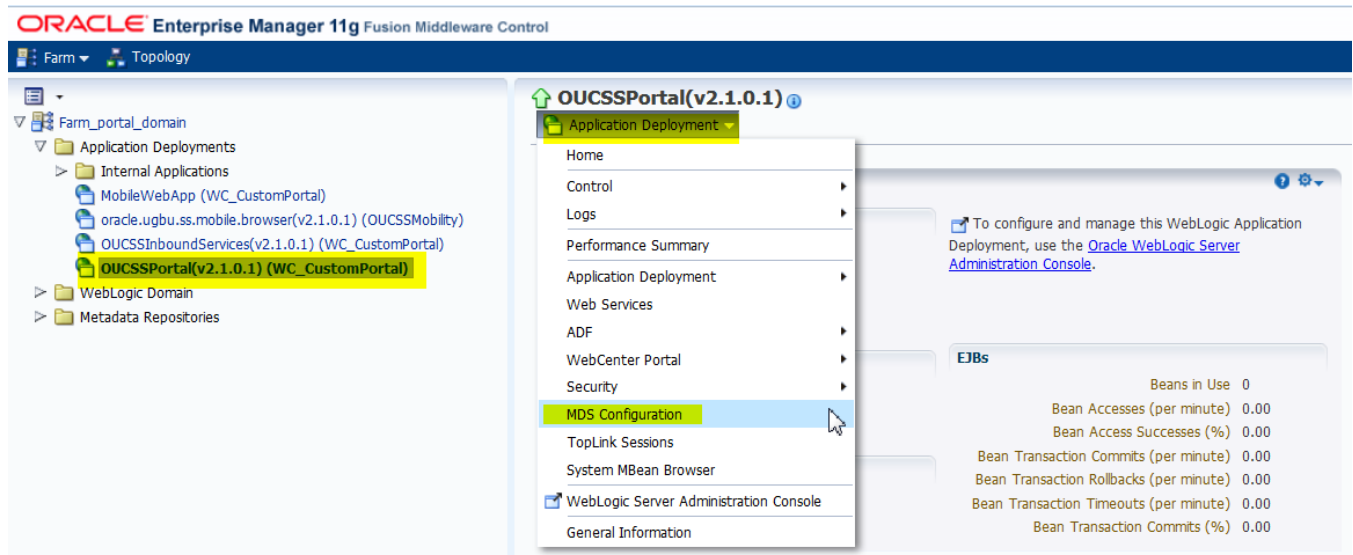 ORACLE Enterprise Manager 11g Fusion Middleware Control
Farm Topology
Farm_portal_domain
Application Deployments
Internal Applications
MobileWebApp (WC_CustomPortal)
oracle.ugbu.ss.mobile.browser(v2.1.0.1) (OUCSSMobility)
OUCSSInboundServices(v2.1.0.1) (WC_CustomPortal)
OUCSSPortal(v2.1.0.1) (WC_CustomPortal)
WebLogic Domain
Metadata Repositories
OUCSSPortal(v2.1.0.1)
Application Deployment
Home
Control
Logs
Performance Summary
Application Deployment
Web Services
ADF
WebCenter Portal
Security
MDS Configuration
TopLink Sessions
System MBean Browser
WebLogic Server Administration Console
General Information
To configure and manage this WebLogic Application
Deployment, use the Oracle WebLogic Server
Administration Console.
EJBs
Beans in Use 0
Bean Accesses (per minute) 0.00
Bean Access Successes (%) 0.00
Bean Transaction Commits (per minute) 0.00
Bean Transaction Rollbacks (per minute) 0.00
Bean Transaction Timeouts (per minute) 0.00
Bean Transaction Commits (%) 0.00